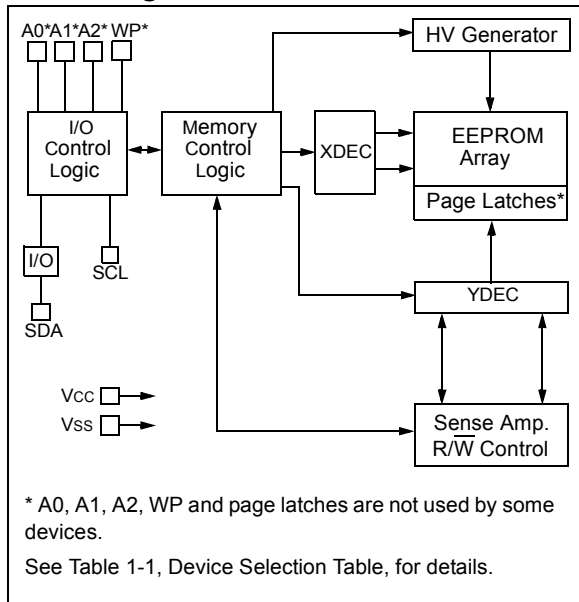 A0*A1*A2* WP*
HV Generator
I/O
Control
Logic
Memory
Control
Logic
XDEC
EEPROM
Array
Page Latches*
I/O
SCL
SDA
YDEC
VCC
VSS
Sense Amp.
R/W̅ Control
* A0, A1, A2, WP and page latches are not used by some
devices.
See Table 1-1, Device Selection Table, for details.